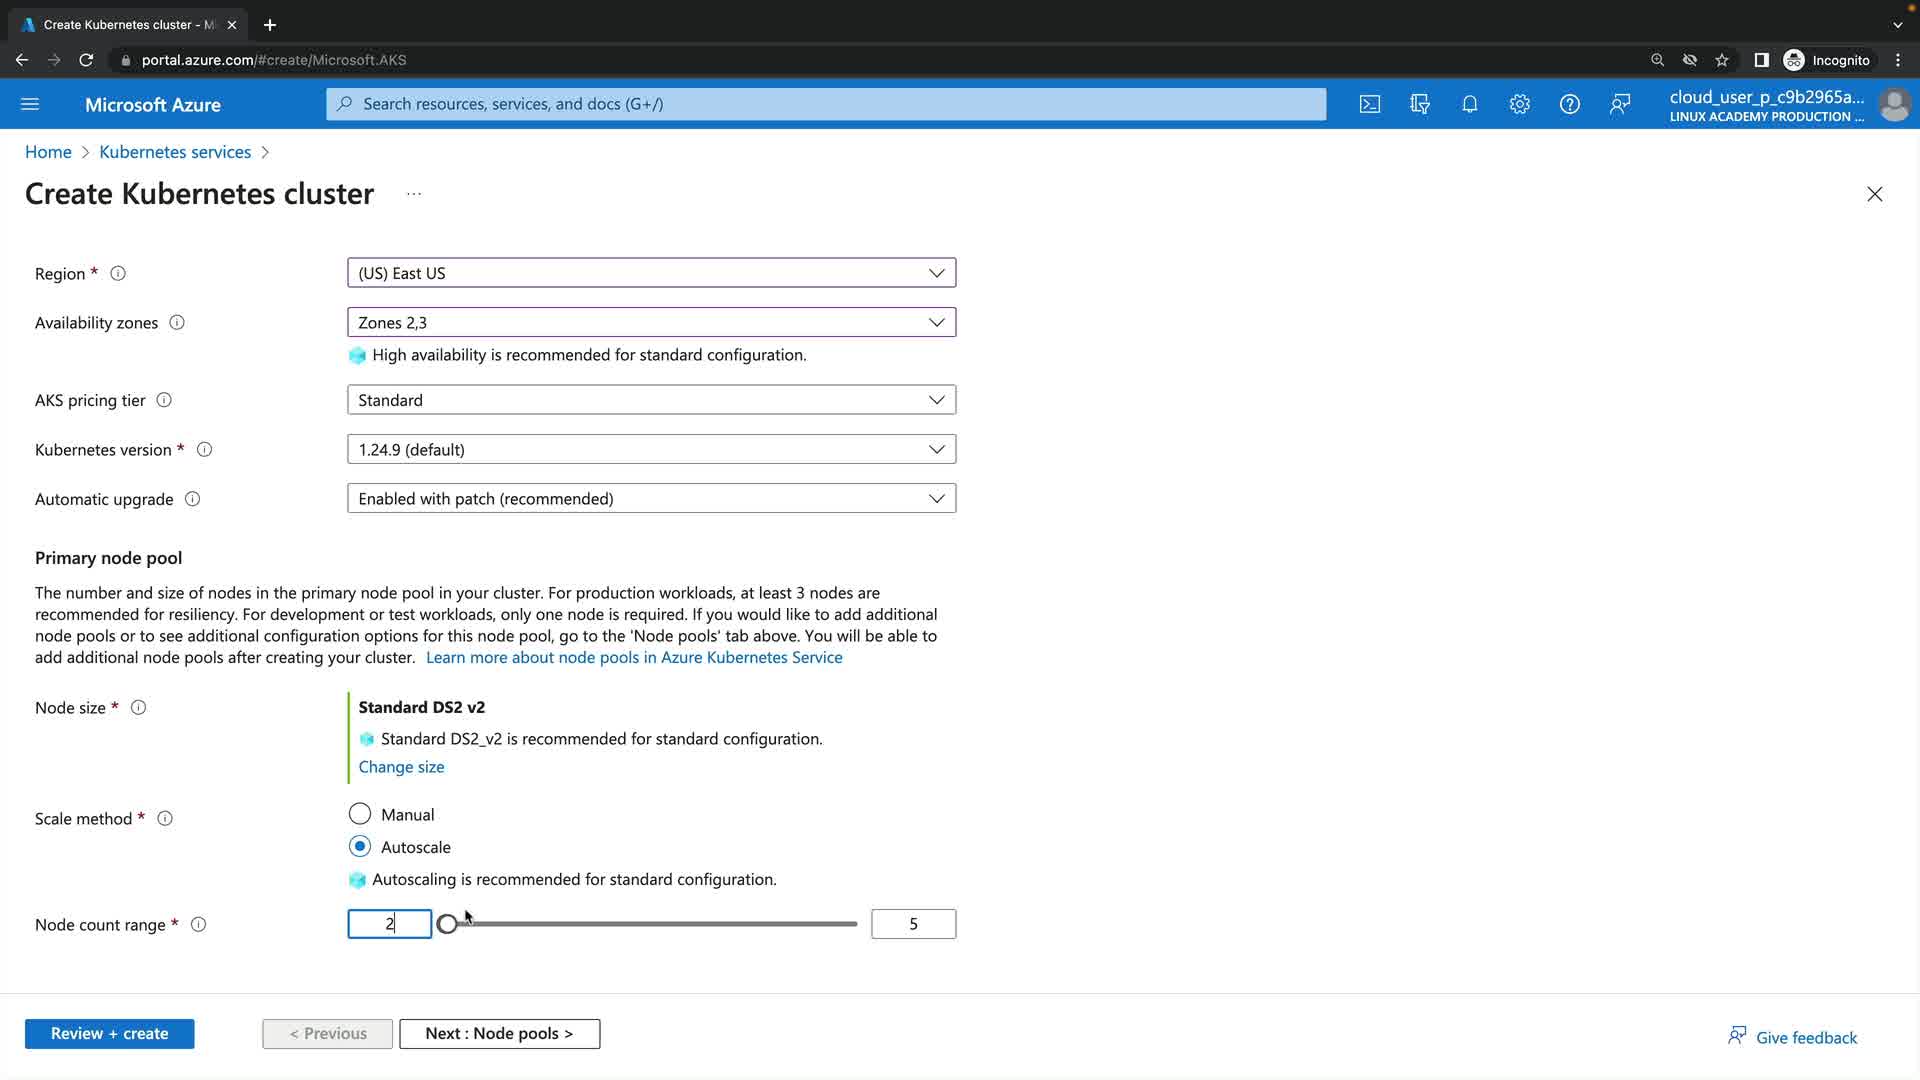 Create Kubernetes cluster - Mi
portal.azure.com/#create/Microsoft.AKS
Incognito
Microsoft Azure
Search resources, services, and docs (G+/)
cloud_user_p_c9b2965a...
LINUX ACADEMY PRODUCTION ...
Home > Kubernetes services >
Create Kubernetes cluster ...
Region *
(US) East US
Availability zones
Zones 2,3
High availability is recommended for standard configuration.
AKS pricing tier
Standard
Kubernetes version *
1.24.9 (default)
Automatic upgrade
Enabled with patch (recommended)
Primary node pool
The number and size of nodes in the primary node pool in your cluster. For production workloads, at least 3 nodes are
recommended for resiliency. For development or test workloads, only one node is required. If you would like to add additional
node pools or to see additional configuration options for this node pool, go to the 'Node pools' tab above. You will be able to
add additional node pools after creating your cluster. Learn more about node pools in Azure Kubernetes Service
Node size *
Standard DS2 v2
Standard DS2_v2 is recommended for standard configuration.
Change size
Scale method *
Manual
Autoscale
Autoscaling is recommended for standard configuration.
Node count range *
2
5
Review + create
< Previous
Next : Node pools >
Give feedback